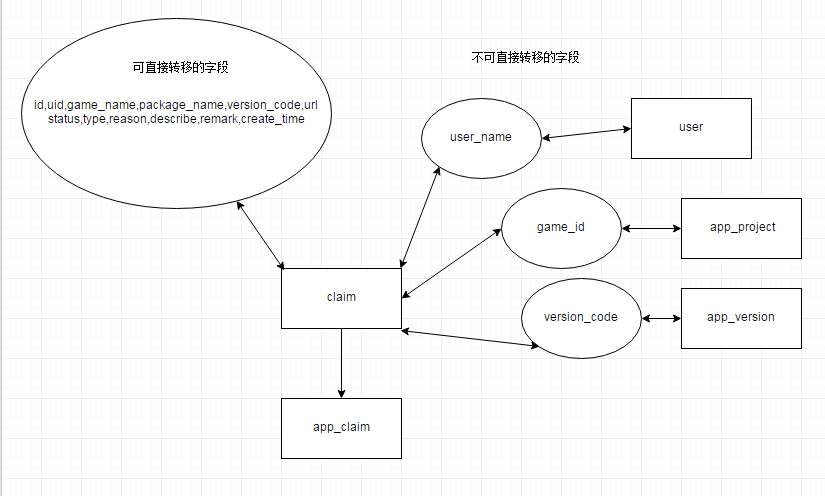 可直接转移的字段
不可直接转移的字段
id,uid,game_name,package_name,version_code,url
status,type,reason,describe,remark,create_time
user_name
user
game_id
app_project
claim
version_code
app_version
app_claim